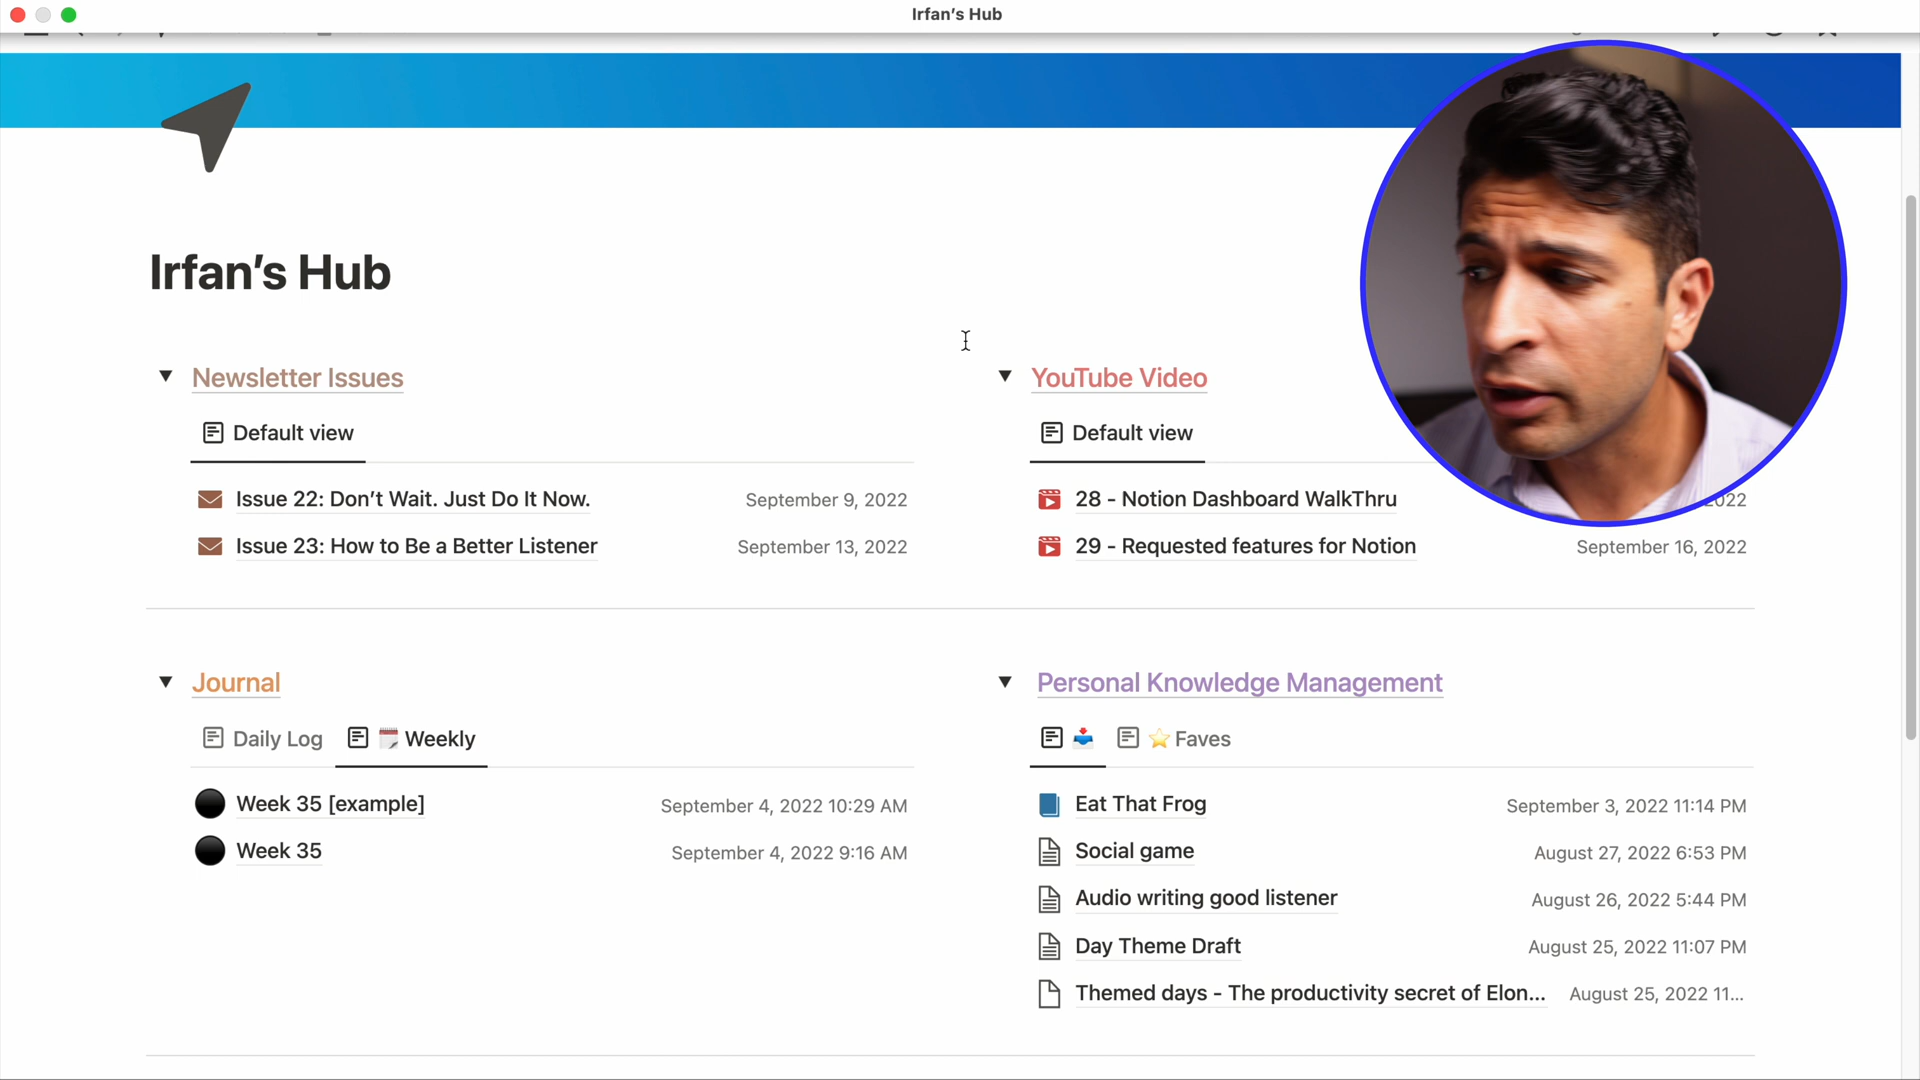 Irfan's Hub
Irfan's Hub
Newsletter Issues
Default view
Issue 22: Don't Wait. Just Do It Now. September 9, 2022
Issue 23: How to Be a Better Listener September 13, 2022
YouTube Video
Default view
28 - Notion Dashboard WalkThru
29 - Requested features for Notion September 16, 2022
Journal
Daily Log Weekly
Week 35 [example] September 4, 2022 10:29 AM
Week 35 September 4, 2022 9:16 AM
Personal Knowledge Management
Faves
Eat That Frog September 3, 2022 11:14 PM
Social game August 27, 2022 6:53 PM
Audio writing good listener August 26, 2022 5:44 PM
Day Theme Draft August 25, 2022 11:07 PM
Themed days - The productivity secret of Elon... August 25, 2022 11...